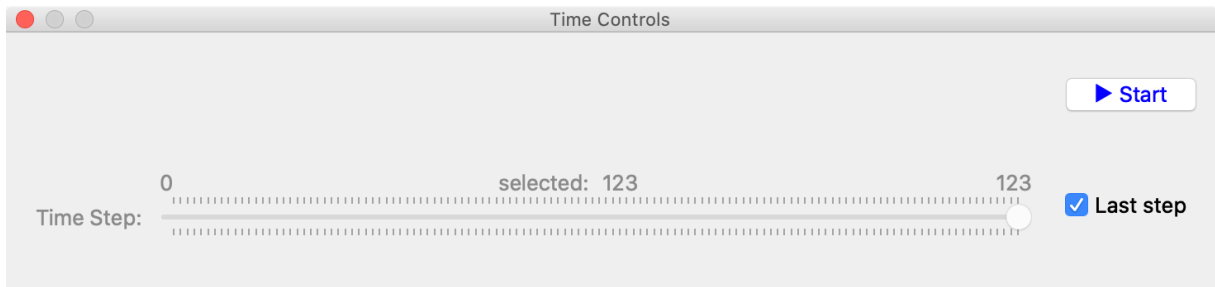 Time Controls
▶ Start
0 selected: 123 123
Time Step:
Last step